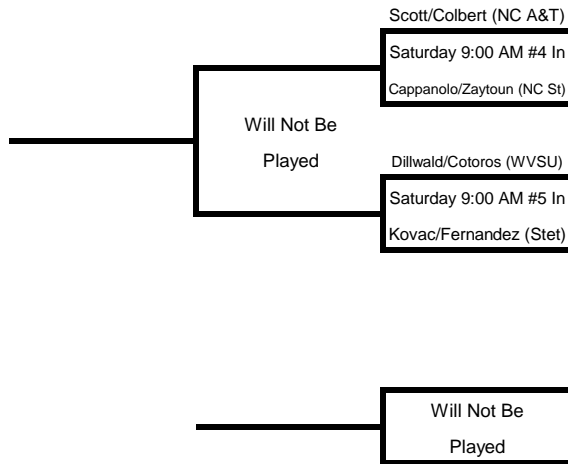 Scott/Colbert (NC A&T)
Saturday 9:00 AM #4 In
Cappanolo/Zaytoun (NC St)
Will Not Be
Played
Dillwald/Cotoros (WVSU)
Saturday 9:00 AM #5 In
Kovac/Fernandez (Stet)
Will Not Be
Played